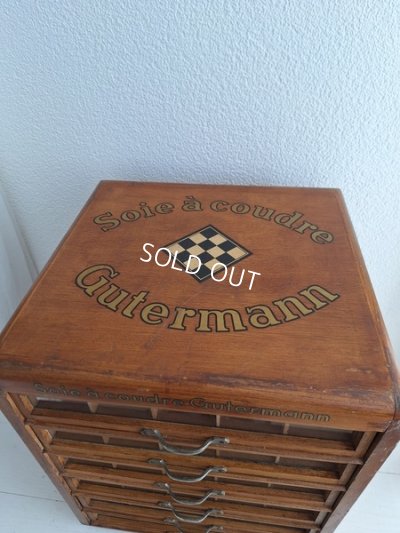 Soie à coudre
SOLD OUT
Gutermann
Soie à coudre Gutermann